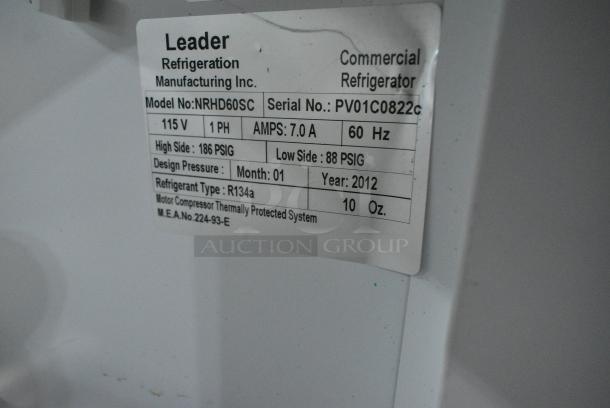 Leader
Refrigeration
Manufacturing Inc.
Commercial
Refrigerator
Model No:NRHD60SC Serial No.: PV01C0822c
115 V 1 PH AMPS: 7.0 A 60 Hz
High Side : 186 PSIG Low Side : 88 PSIG
Design Pressure : Month: 01 Year: 2012
Refrigerant Type : R134a 10 Oz.
Motor Compressor Thermally Protected System
M.E.A.No.224-93-E
AUCTION GROUP